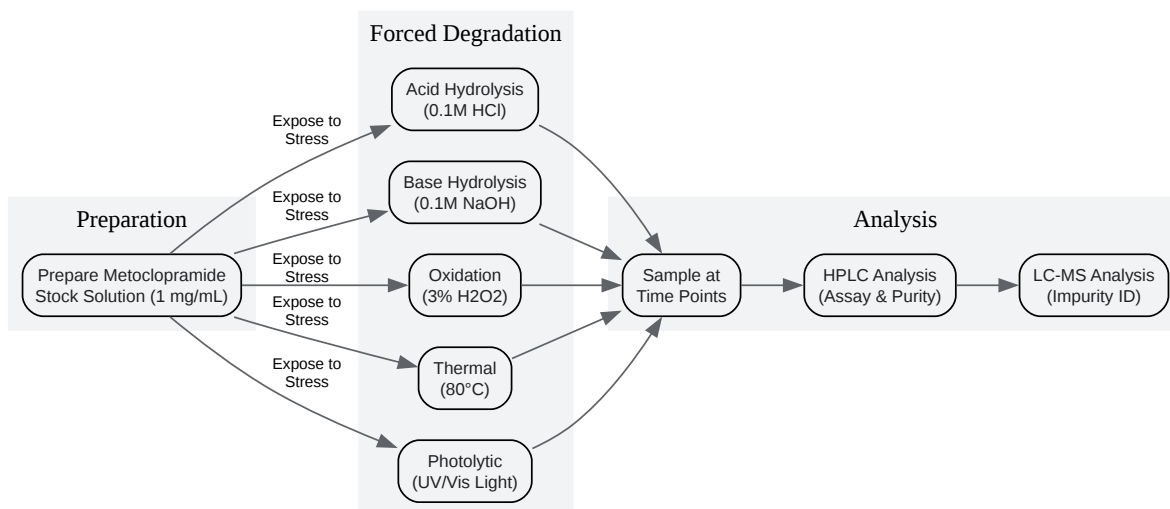 Forced Degradation
Acid Hydrolysis
(0.1M HCl)
Expose to
Stress
Base Hydrolysis
(0.1M NaOH)
Expose to
Stress
Preparation
Analysis
Prepare Metoclopramide
Stock Solution (1 mg/mL)
Expose to
Stress
Oxidation
(3% H2O2)
Sample at
Time Points
HPLC Analysis
(Assay & Purity)
LC-MS Analysis
(Impurity ID)
Expose to
Stress
Thermal
(80°C)
Expose to
Stress
Photolytic
(UV/Vis Light)